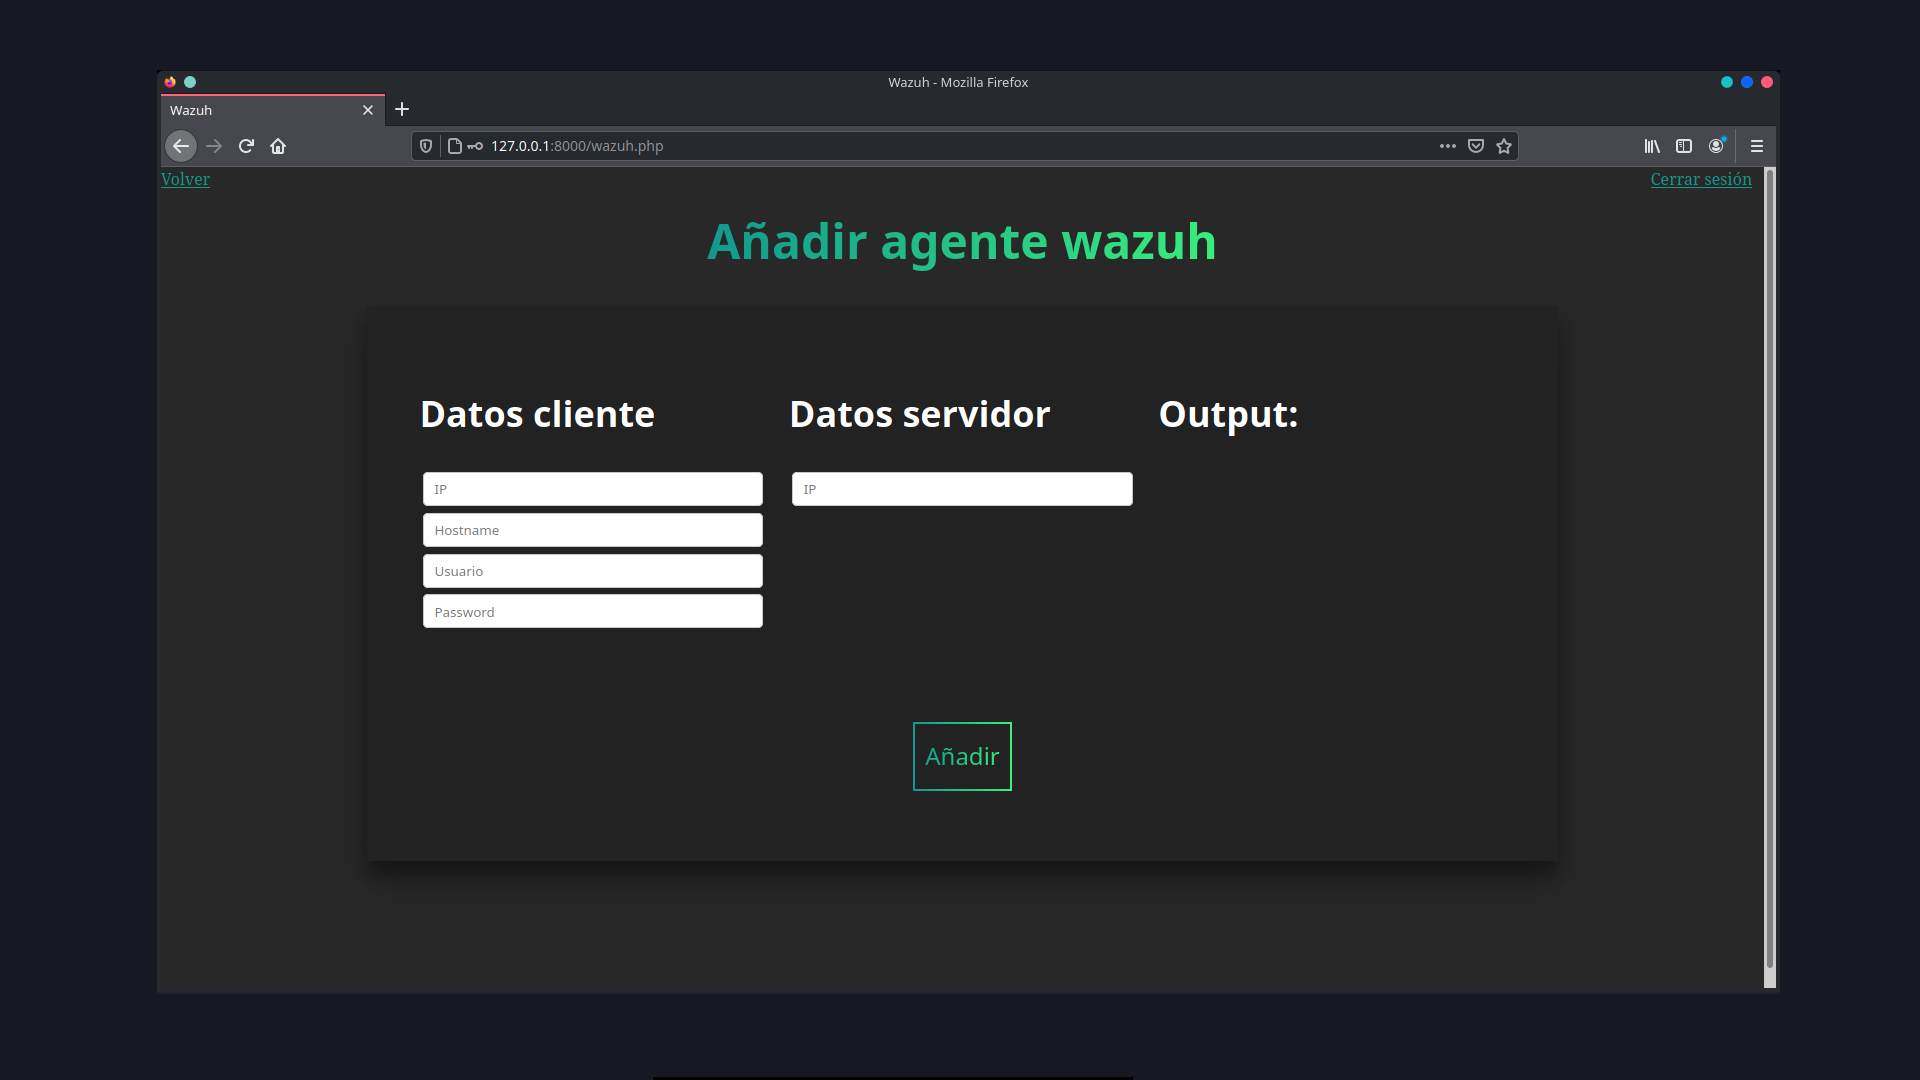 Wazuh - Mozilla Firefox
Wazuh
127.0.0.1:8000/wazuh.php
Volver
Cerrar sesión
Añadir agente wazuh
Datos cliente
Datos servidor
Output:
IP
IP
Hostname
Usuario
Password
Añadir